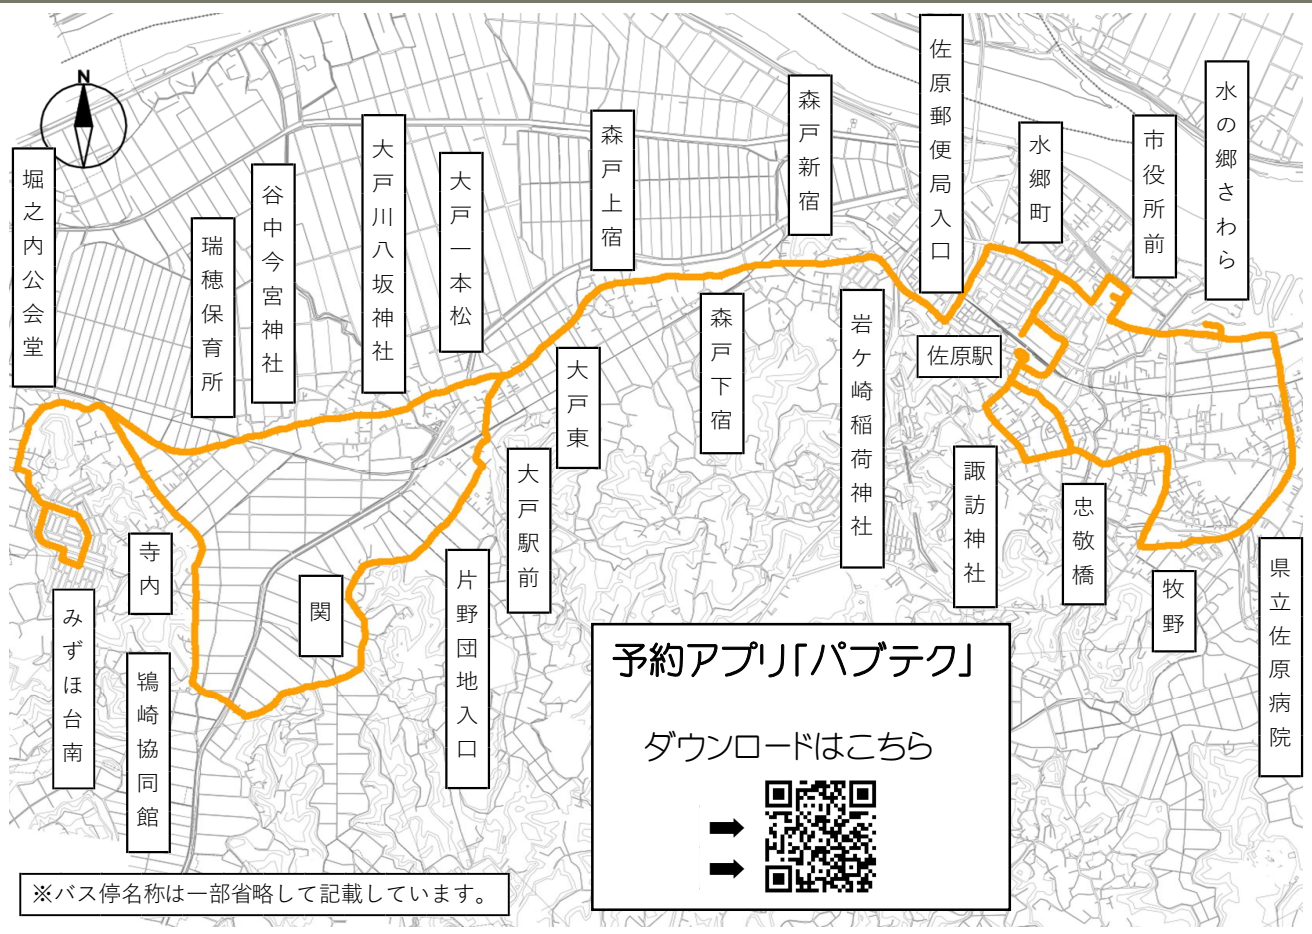 N
堀之内公会堂
瑞穂保育所
谷中今宮神社
大戸川八坂神社
大戸一本松
森戸上宿
森戸新宿
佐原郵便局入口
水郷町
市役所前
水の郷さわら
大戸東
森戸下宿
岩ケ崎稲荷神社
佐原駅
大戸駅前
諏訪神社
忠敬橋
牧野
県立佐原病院
寺内
関
片野団地入口
みずほ台南
鴇崎協同館
予約アプリ「パブテク」
ダウンロードはこちら
※バス停名称は一部省略して記載しています。